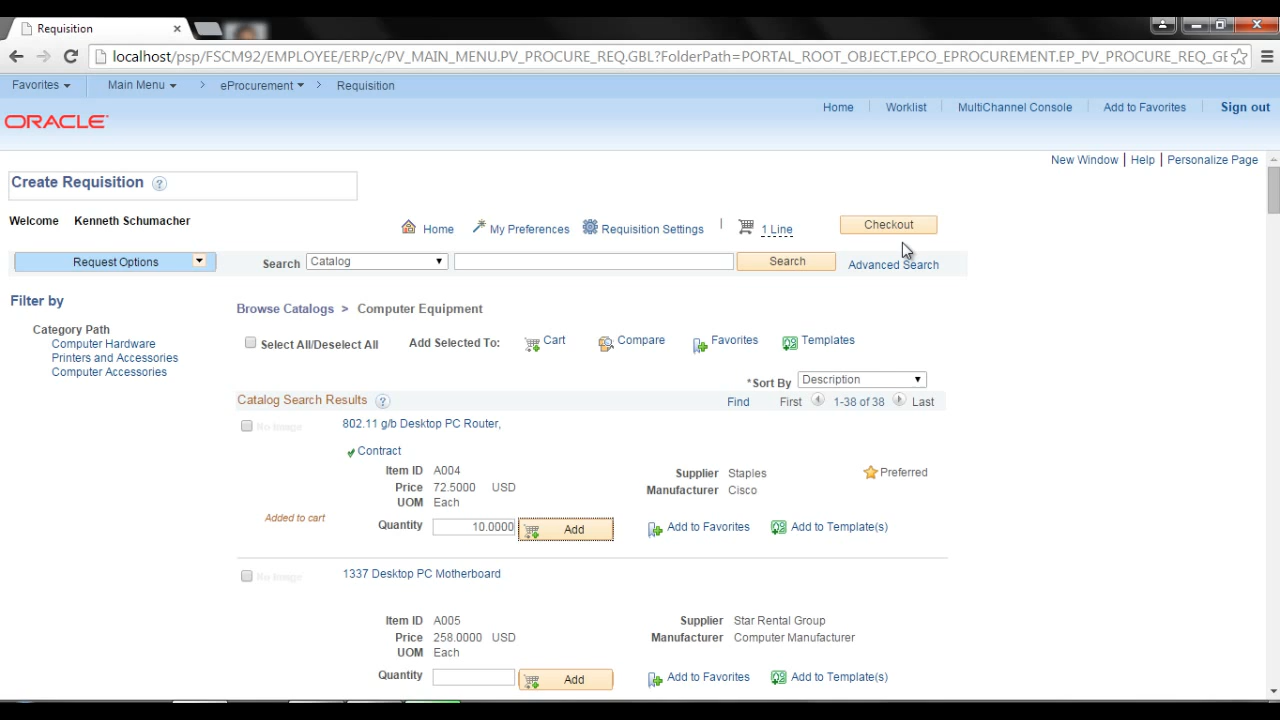 Requisition
localhost/psp/FSCM92/EMPLOYEE/ERP/c/PV_MAIN_MENU.PV_PROCURE_REQ.GBL?FolderPath=PORTAL_ROOT_OBJECT.EPCO_EPROCUREMENT.EP_PV_PROCURE_REQ_GE
Favorites Main Menu > eProcurement > Requisition
Home Worklist MultiChannel Console Add to Favorites Sign out
ORACLE
New Window | Help | Personalize Page
Create Requisition ?
Welcome Kenneth Schumacher
Home My Preferences Requisition Settings | 1 Line Checkout
Request Options Search Catalog Search Advanced Search
Filter by
Category Path
Computer Hardware
Printers and Accessories
Computer Accessories
Browse Catalogs > Computer Equipment
Select All/Deselect All Add Selected To: Cart Compare Favorites Templates
*Sort By Description
Catalog Search Results ? Find First 1-38 of 38 Last
No Image 802.11 g/b Desktop PC Router,
Contract
Item ID A004 Supplier Staples Preferred
Price 72.5000 USD Manufacturer Cisco
UOM Each
Added to cart Quantity 10.0000 Add Add to Favorites Add to Template(s)
No Image 1337 Desktop PC Motherboard
Item ID A005 Supplier Star Rental Group
Price 258.0000 USD Manufacturer Computer Manufacturer
UOM Each
Quantity Add Add to Favorites Add to Template(s)